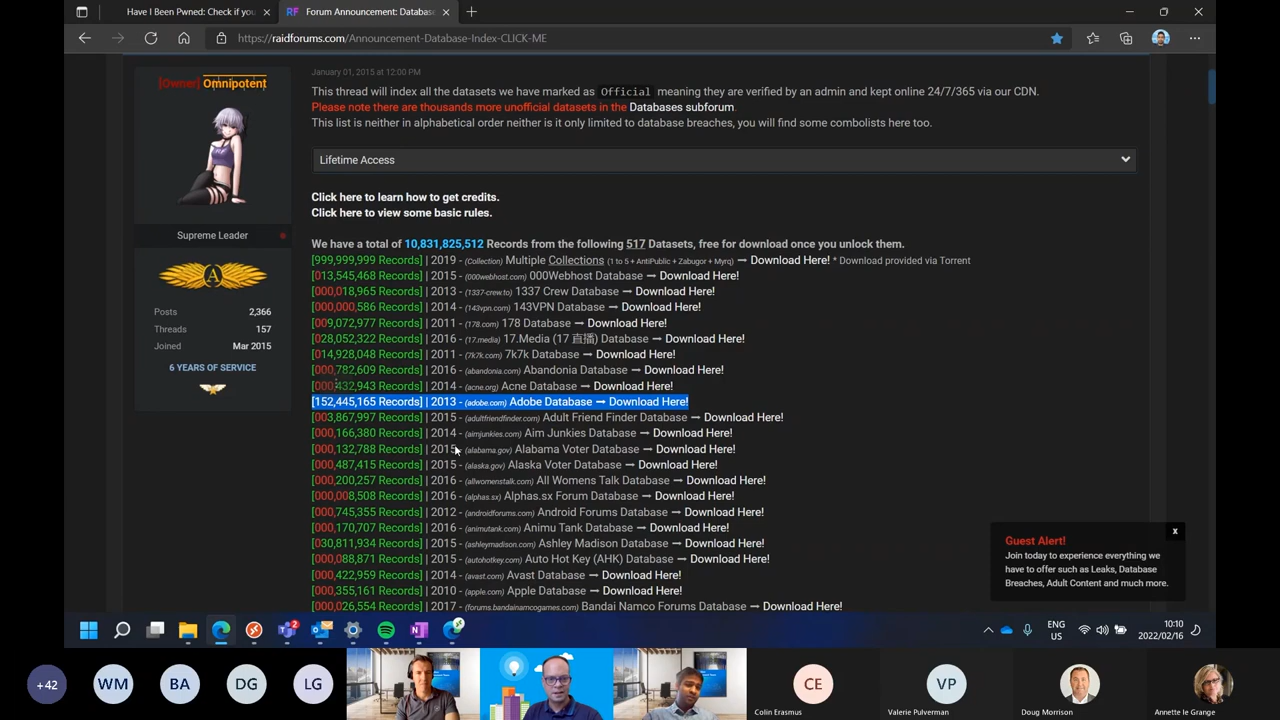 Have I Been Pwned: Check if you
RF Forum Announcement: Databas
https://raidforums.com/Announcement-Database-Index-CLICK-ME
[Owner] Omnipotent
Supreme Leader
A
Posts 2,366
Threads 157
Joined Mar 2015
6 YEARS OF SERVICE
January 01, 2015 at 12:00 PM
This thread will index all the datasets we have marked as Official meaning they are verified by an admin and kept online 24/7/365 via our CDN.
Please note there are thousands more unofficial datasets in the Databases subforum.
This list is neither in alphabetical order neither is it only limited to database breaches, you will find some combolists here too.
Lifetime Access
Click here to learn how to get credits.
Click here to view some basic rules.
We have a total of 10,831,825,512 Records from the following 517 Datasets, free for download once you unlock them.
[999,999,999 Records] | 2019 - (Collection) Multiple Collections (1 to 5 + AntiPublic + Zabugor + Myrq) → Download Here! * Download provided via Torrent
[013,545,468 Records] | 2015 - (000webhost.com) 000Webhost Database → Download Here!
[000,018,965 Records] | 2013 - (1337-crew.to) 1337 Crew Database → Download Here!
[000,000,586 Records] | 2014 - (143vpn.com) 143VPN Database → Download Here!
[009,072,977 Records] | 2011 - (178.com) 178 Database → Download Here!
[028,052,322 Records] | 2016 - (17.media) 17.Media (17 直播) Database → Download Here!
[014,928,048 Records] | 2011 - (7k7k.com) 7k7k Database → Download Here!
[000,782,609 Records] | 2016 - (abandonia.com) Abandonia Database → Download Here!
[000,432,943 Records] | 2014 - (acne.org) Acne Database → Download Here!
[152,445,165 Records] | 2013 - (adobe.com) Adobe Database → Download Here!
[003,867,997 Records] | 2015 - (adultfriendfinder.com) Adult Friend Finder Database → Download Here!
[000,166,380 Records] | 2014 - (aimjunkies.com) Aim Junkies Database → Download Here!
[000,132,788 Records] | 2015 - (alabama.gov) Alabama Voter Database → Download Here!
[000,487,415 Records] | 2015 - (alaska.gov) Alaska Voter Database → Download Here!
[000,200,257 Records] | 2016 - (allwomenstalk.com) All Womens Talk Database → Download Here!
[000,008,508 Records] | 2016 - (alphas.sx) Alphas.sx Forum Database → Download Here!
[000,745,355 Records] | 2012 - (androidforums.com) Android Forums Database → Download Here!
[000,170,707 Records] | 2016 - (animutank.com) Animu Tank Database → Download Here!
[030,811,934 Records] | 2015 - (ashleymadison.com) Ashley Madison Database → Download Here!
[000,088,871 Records] | 2015 - (autohotkey.com) Auto Hot Key (AHK) Database → Download Here!
[000,422,959 Records] | 2014 - (avast.com) Avast Database → Download Here!
[000,355,161 Records] | 2010 - (apple.com) Apple Database → Download Here!
[000,026,554 Records] | 2017 - (forums.bandainamcogames.com) Bandai Namco Forums Database → Download Here!
x
Guest Alert!
Join today to experience everything we
have to offer such as Leaks, Database
Breaches, Adult Content and much more.
2
ENG
US
10:10
2022/02/16
+42
WM
BA
DG
LG
CE
Colin Erasmus
VP
Valerie Pulverman
Doug Morrison
Annette le Grange